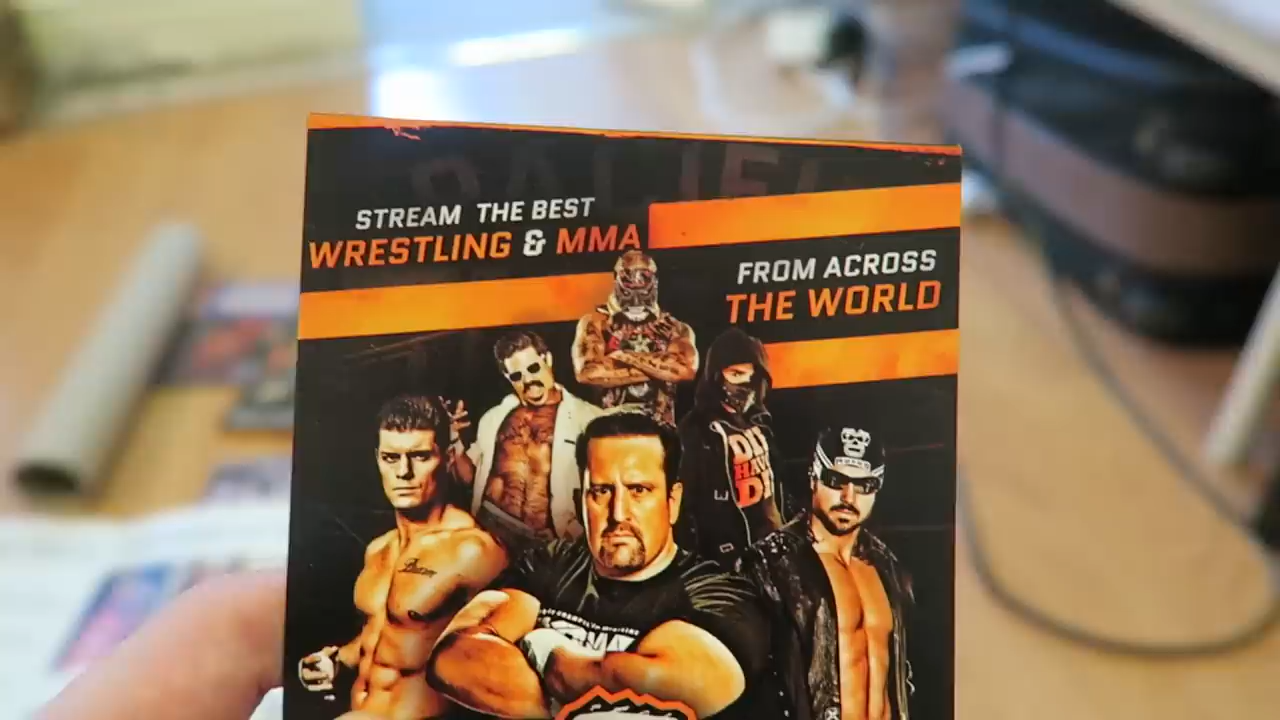 STREAM THE BEST
WRESTLING & MMA
FROM ACROSS
THE WORLD